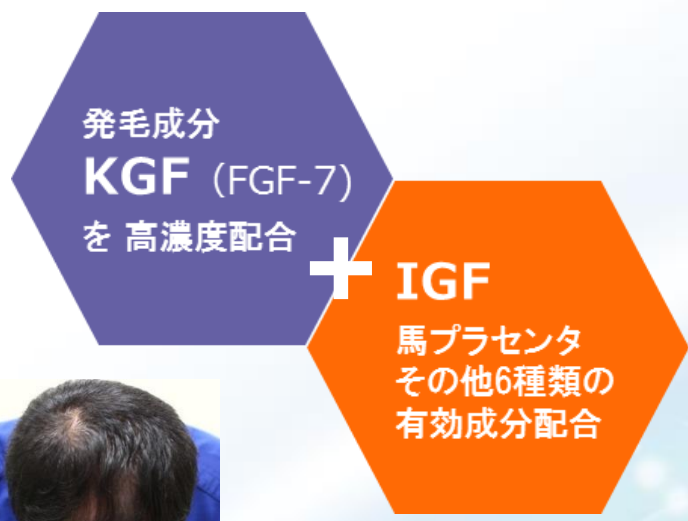 発毛成分
KGF（FGF-7）
を 高濃度配合
+
IGF
馬プラセンタ
その他6種類の
有効成分配合